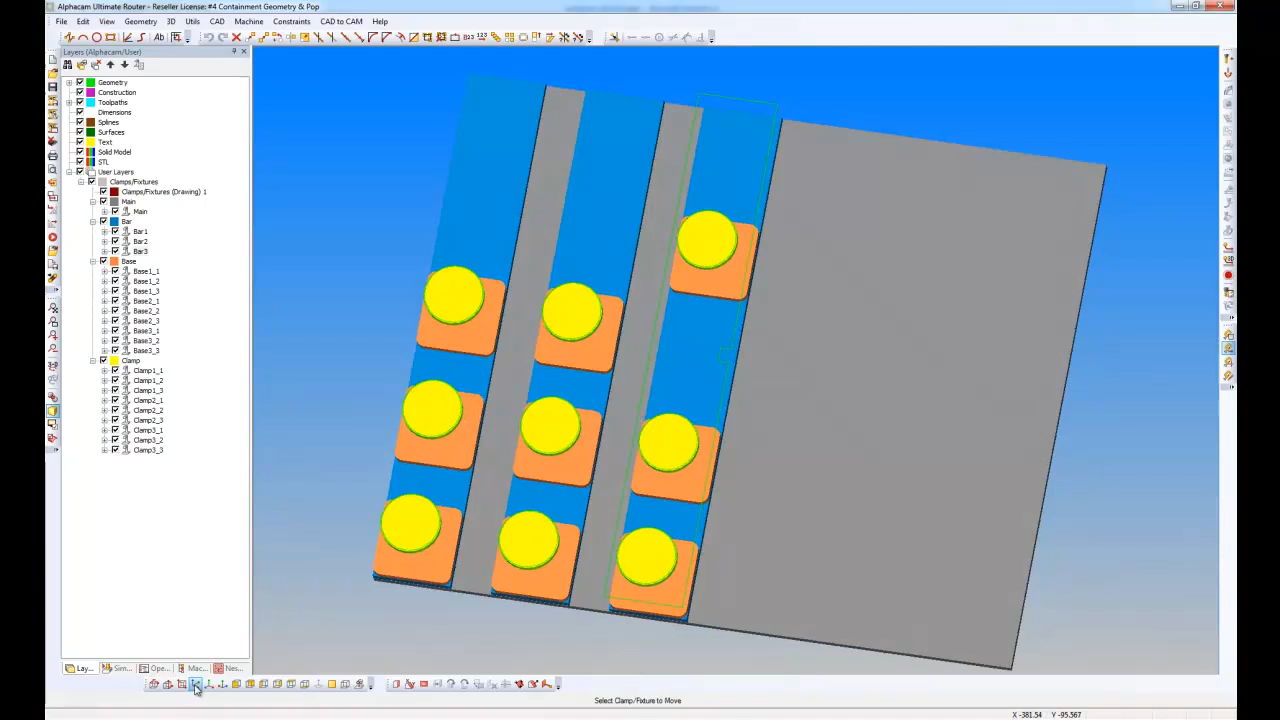 Alphacam Ultimate Router - Reseller License: #4 Containment Geometry & Pop
File Edit View Geometry 3D Utils CAD Machine Constraints CAD to CAM Help
Layers (Alphacam/User)
Geometry
Construction
Toolpaths
Dimensions
Splines
Surfaces
Text
Solid Model
STL
User Layers
Clamps/Fixtures
Clamps/Fixtures (Drawing) 1
Main
Main
Bar
Bar1
Bar2
Bar3
Base
Base1_1
Base1_2
Base1_3
Base2_1
Base2_2
Base2_3
Base3_1
Base3_2
Base3_3
Clamp
Clamp1_1
Clamp1_2
Clamp1_3
Clamp2_1
Clamp2_2
Clamp2_3
Clamp3_1
Clamp3_2
Clamp3_3
Lay... Sim... Ope... Mac... Nes...
Select Clamp/Fixture to Move
X -381.54 Y -95.567